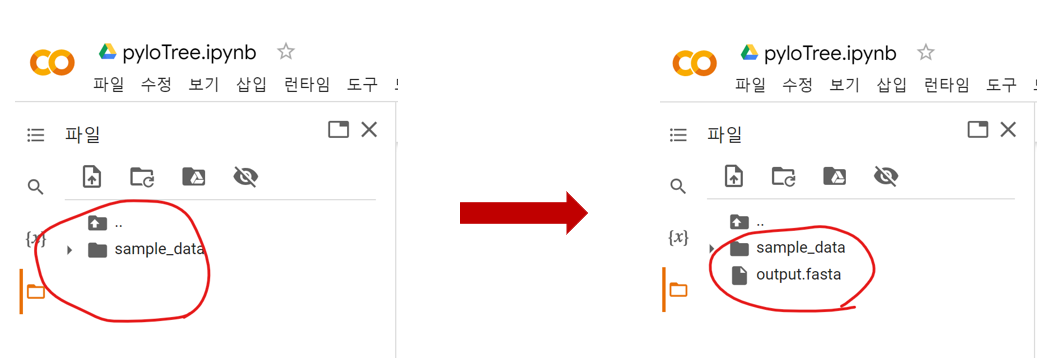 pyloTree.ipynb
파일 수정 보기 삽입 런타임 도구
파일
{x}
..
sample_data
pyloTree.ipynb
파일 수정 보기 삽입 런타임 도구
파일
{x}
..
sample_data
output.fasta